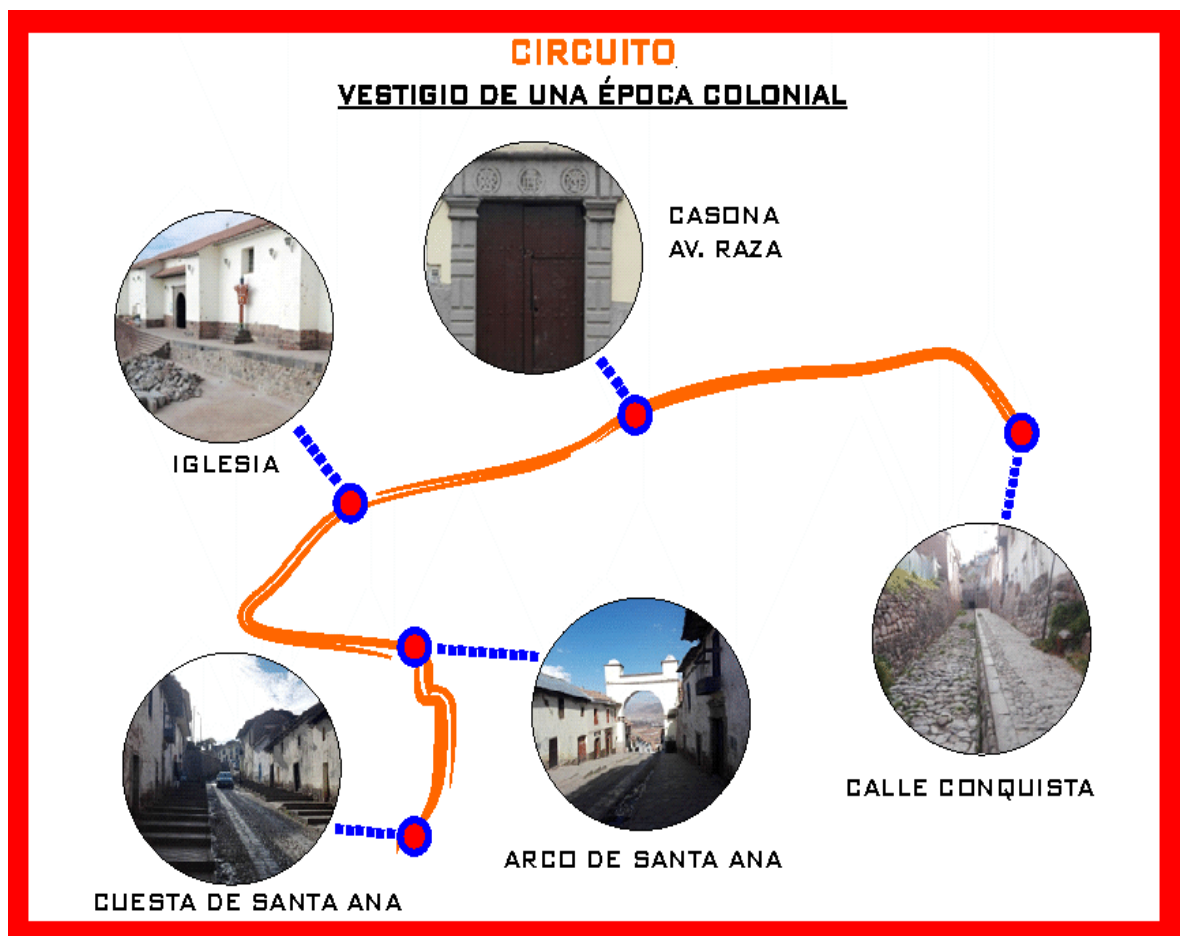 CIRCUITO
VESTIGIO DE UNA ÉPOCA COLONIAL
CASONA
AV. RAZA
IGLESIA
CALLE CONQUISTA
ARCO DE SANTA ANA
CUESTA DE SANTA ANA